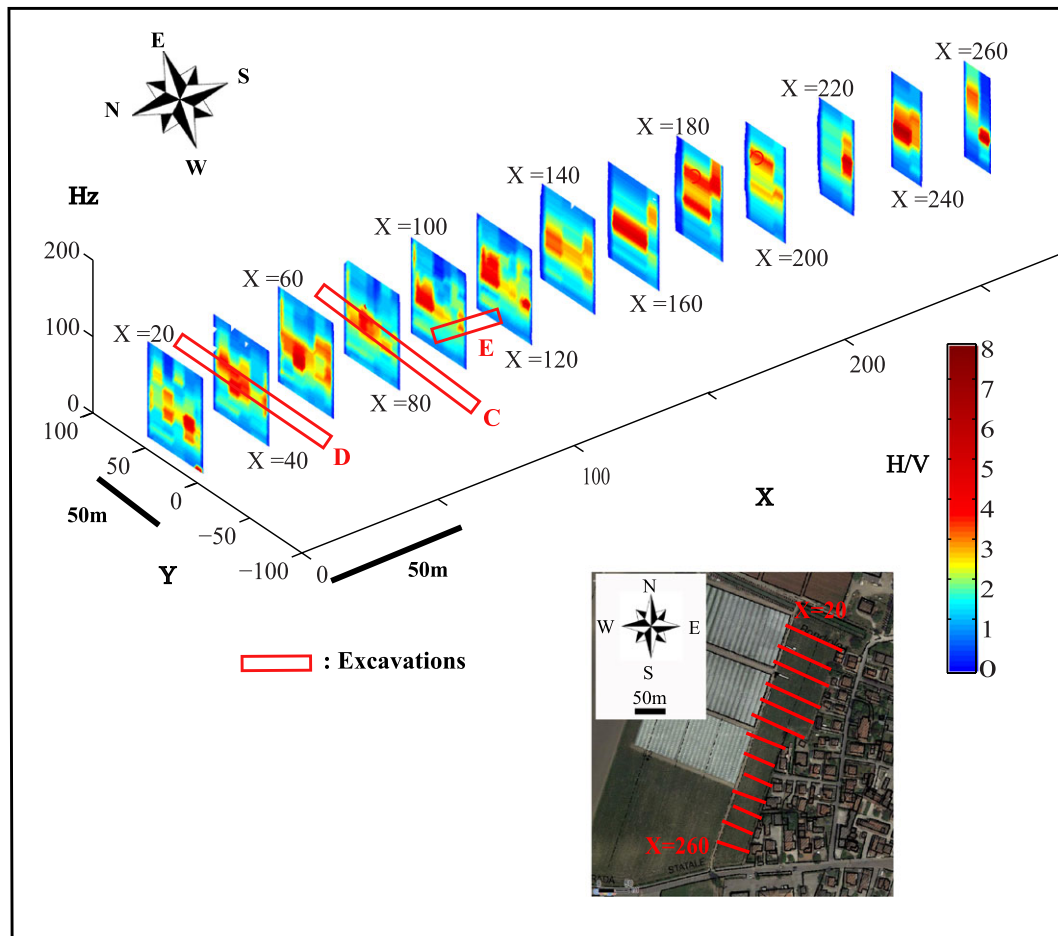 E
S
N
W
Hz
X =260
X =220
X =180
X =140
X =100
X =60
X =20
X =240
X =200
X =160
X =120
X =80
X =40
E
C
D
200
100
0
100
50
0
−50
−100
Y
50m
0
100
200
X
50m
H/V
8
7
6
5
4
3
2
1
0
: Excavations
N
W
E
S
50m
X=20
X=260
STATALE